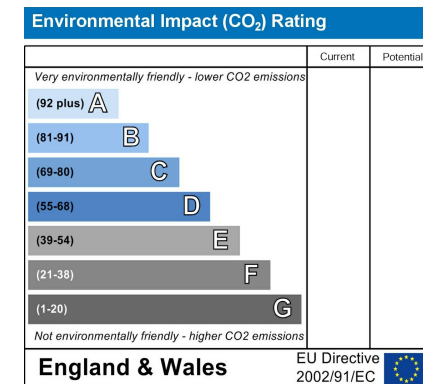 Environmental Impact (CO₂) Rating
Current Potential
Very environmentally friendly - lower CO2 emissions
(92 plus) A
(81-91) B
(69-80) C
(55-68) D
(39-54) E
(21-38) F
(1-20) G
Not environmentally friendly - higher CO2 emissions
England & Wales
EU Directive
2002/91/EC